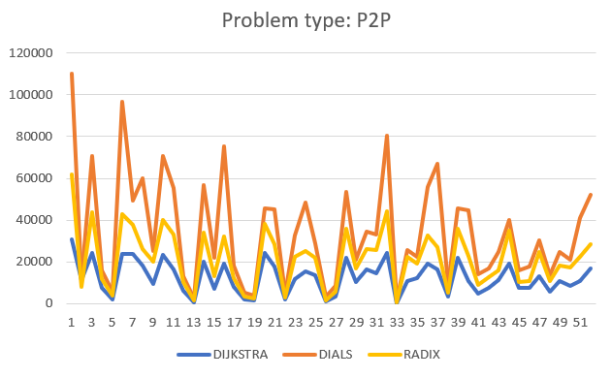 Problem type: P2P
120000
100000
80000
60000
40000
20000
0
1 3 5 7 9 11 13 15 17 19 21 23 25 27 29 31 33 35 37 39 41 43 45 47 49 51
DIJKSTRA DIALS RADIX